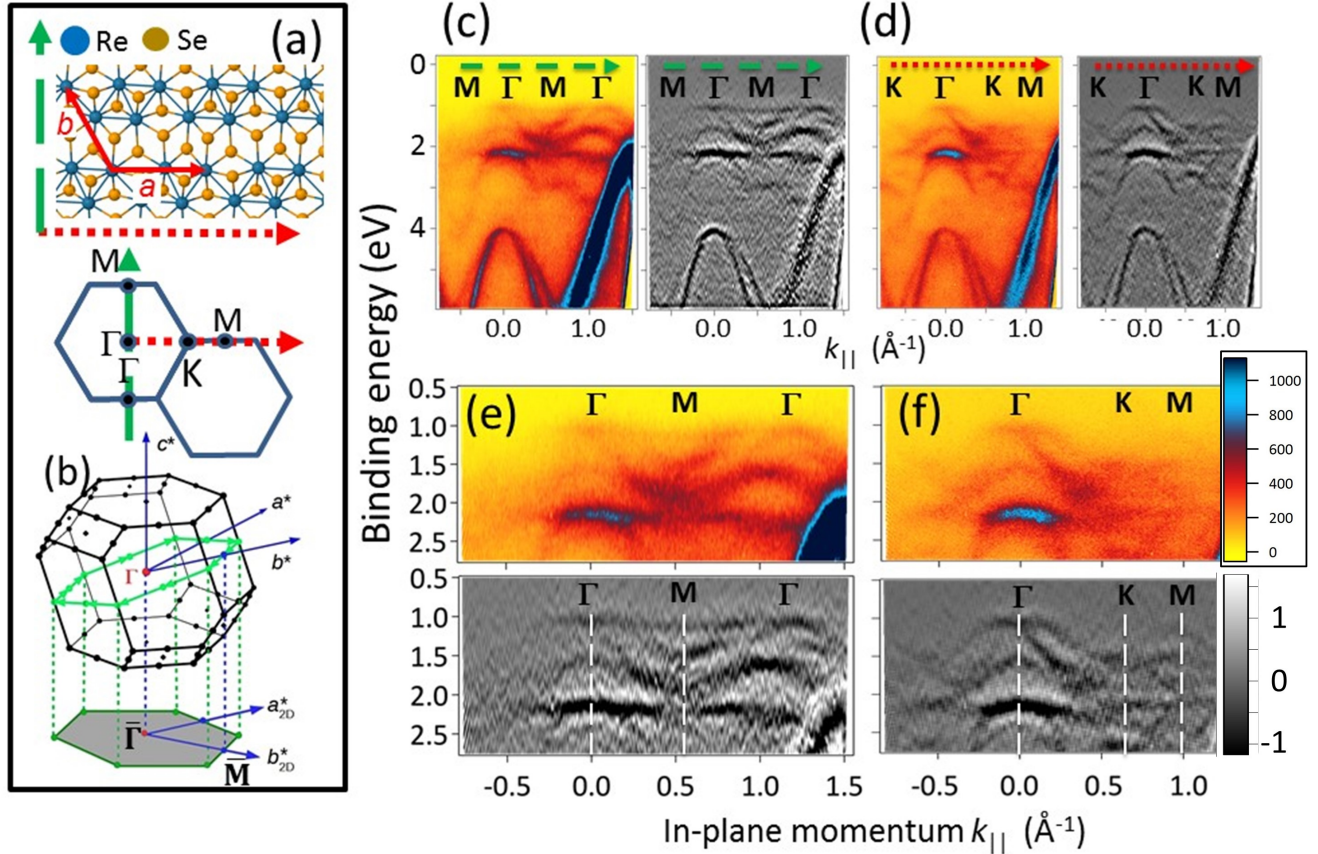 Re Se (a)
b
a
M
M
Γ
Γ
K
(b)
c*
a*
b*
Γ
Γ̅
a*2D
b*2D
M̅
Binding energy (eV)
(c)
0
2
4
M Γ M Γ
M Γ M Γ
0.0 1.0 0.0 1.0
(d)
K Γ K M
K Γ K M
0.0 1.0 0.0 1.0
k|| (Å-1)
(e)
Γ M Γ
0.5
1.0
1.5
2.0
2.5
(f)
Γ K M
1000
800
600
400
200
0
Γ M Γ
0.5
1.0
1.5
2.0
2.5
-0.5 0.0 0.5 1.0 1.5
Γ K M
-0.5 0.0 0.5 1.0
1
0
-1
In-plane momentum k|| (Å-1)